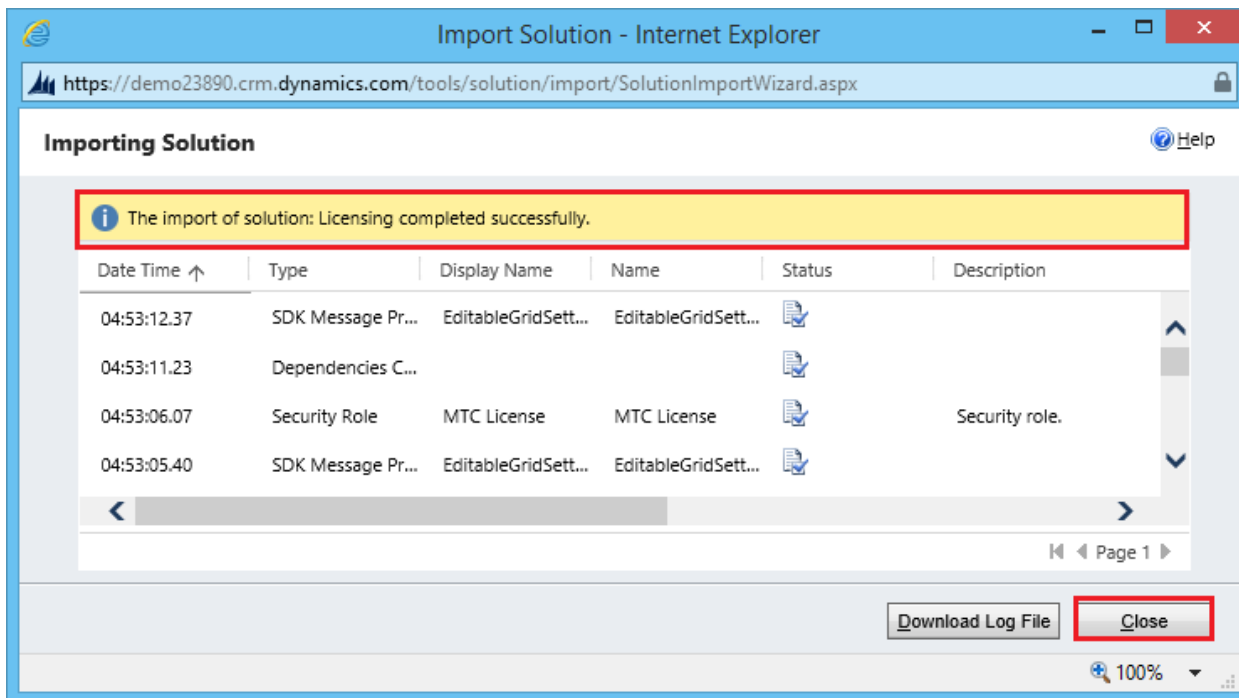 Import Solution - Internet Explorer
https://demo23890.crm.dynamics.com/tools/solution/import/SolutionImportWizard.aspx
Importing Solution Help
The import of solution: Licensing completed successfully.
Date Time Type Display Name Name Status Description
04:53:12.37 SDK Message Pr... EditableGridSett... EditableGridSett...
04:53:11.23 Dependencies C...
04:53:06.07 Security Role MTC License MTC License Security role.
04:53:05.40 SDK Message Pr... EditableGridSett... EditableGridSett...
Page 1
Download Log File Close
100%